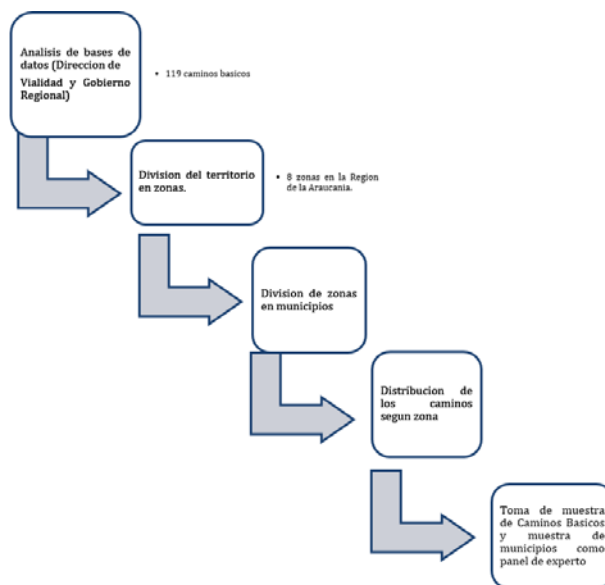 Analisis de bases de
datos (Direccion de
Vialidad y Gobierno
Regional)
• 119 caminos basicos
Division del territorio
en zonas.
• 8 zonas en la Region
de la Araucania.
Division de zonas
en municipios
Distribucion de
los caminos
segun zona
Toma de muestra
de Caminos Basicos
y muestra de
municipios como
panel de experto